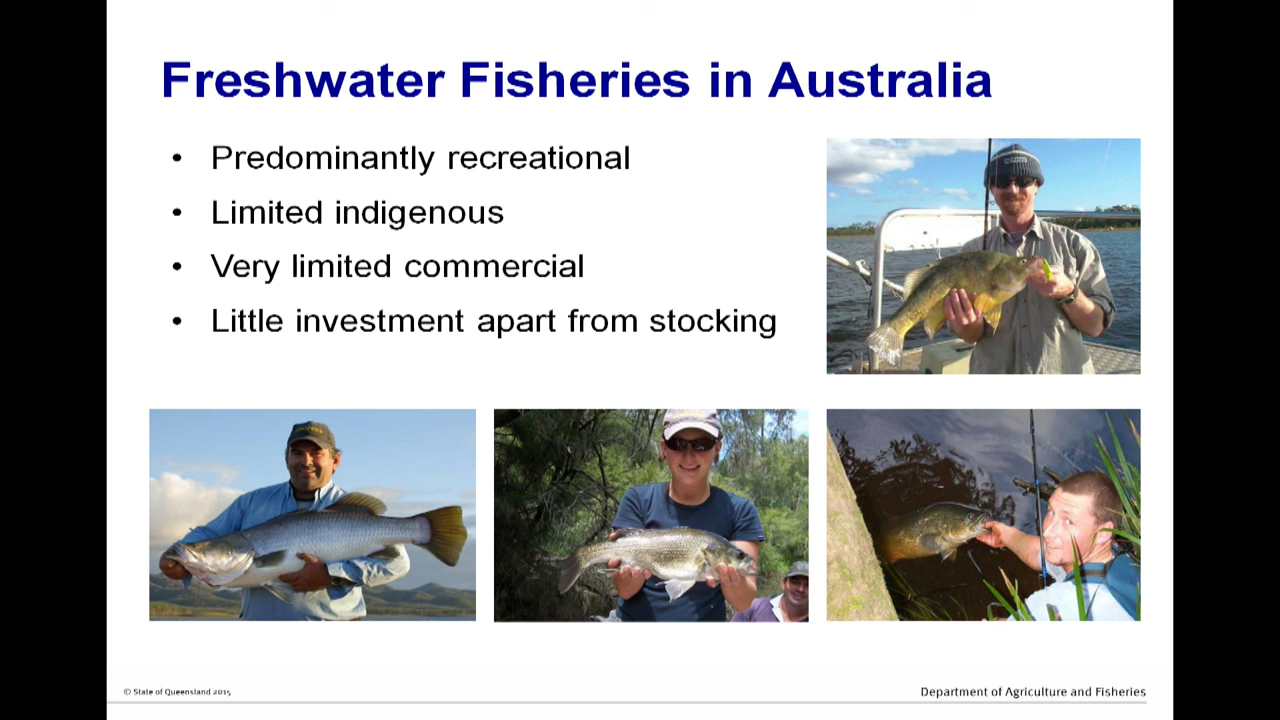 Freshwater Fisheries in Australia
• Predominantly recreational
• Limited indigenous
• Very limited commercial
• Little investment apart from stocking
© State of Queensland 2015
Department of Agriculture and Fisheries